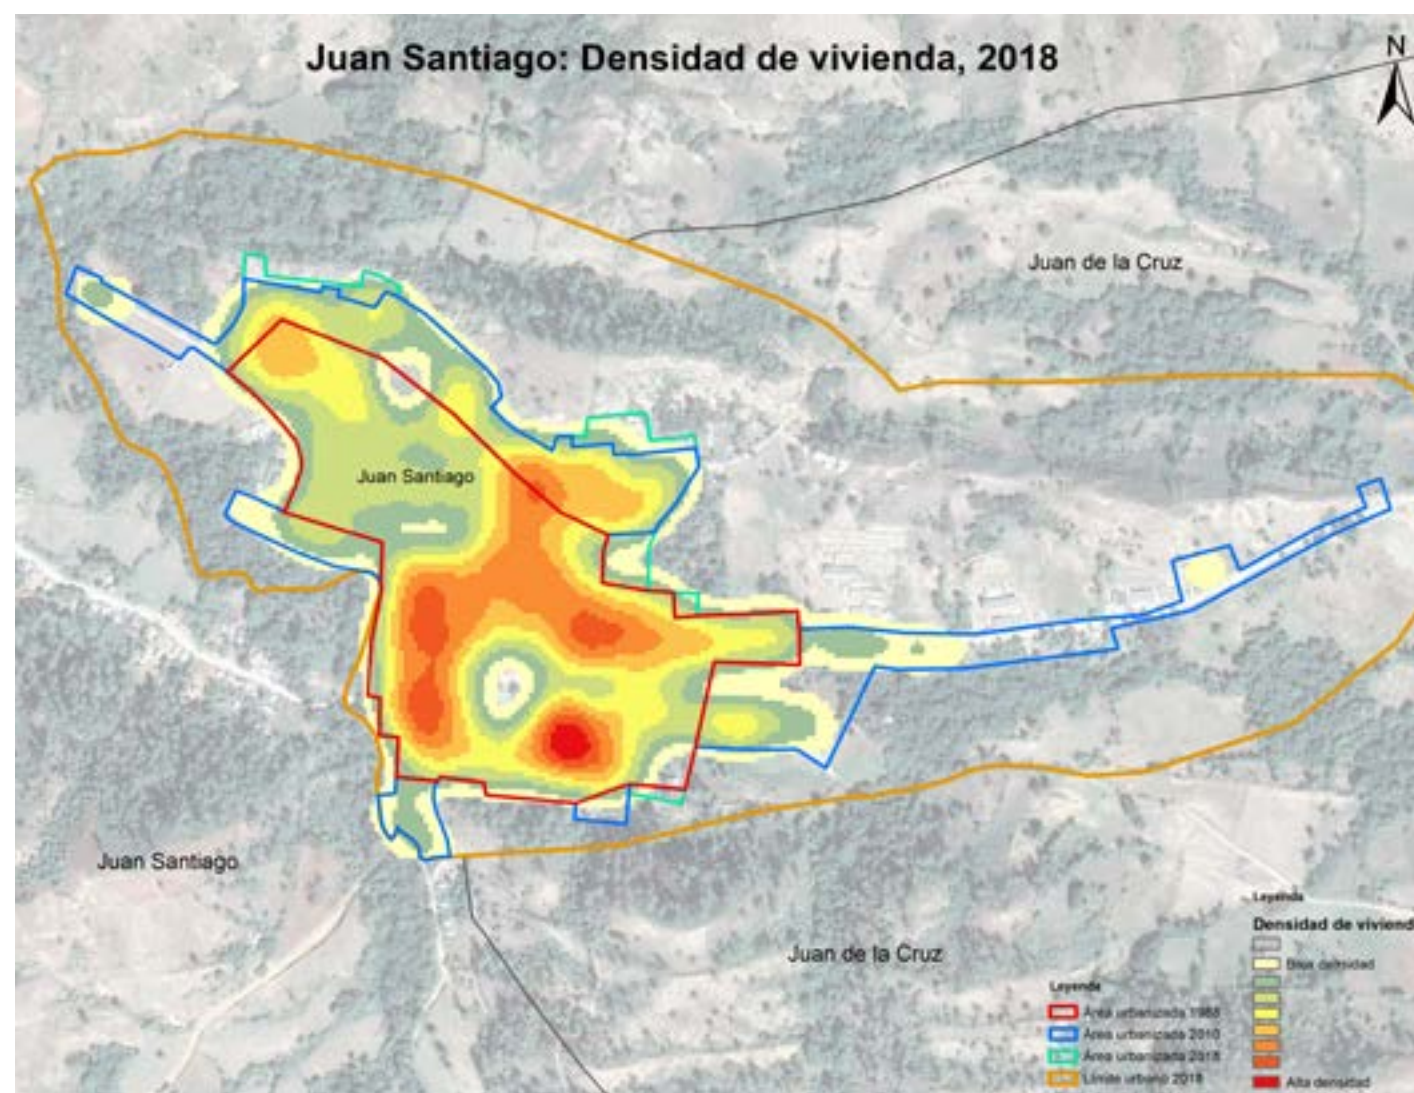 Juan Santiago: Densidad de vivienda, 2018
N
Juan de la Cruz
Juan Santiago
Juan Santiago
Juan de la Cruz
Leyenda
Densidad de viviend
Baja densidad
Alta densidad
Leyenda
Área urbanizada 1988
Área urbanizada 2010
Área urbanizada 2018
Límite urbano 2018